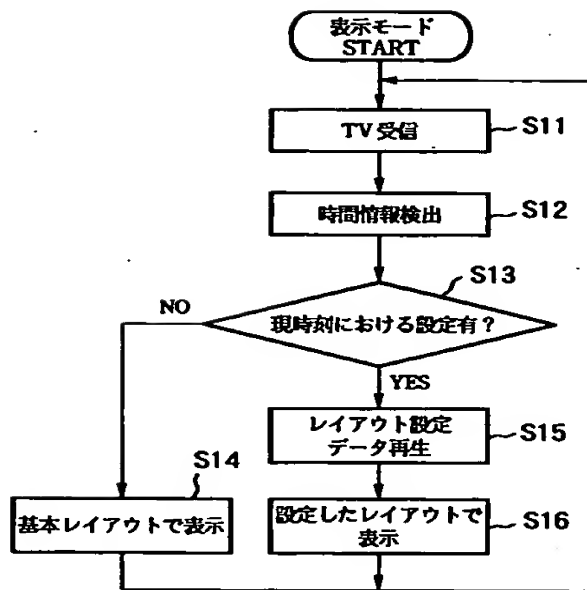 表示モード
START
TV受信
S11
時間情報検出
S12
S13
現時刻における設定有？
NO
YES
レイアウト設定
データ再生
S15
S14
基本レイアウトで表示
設定したレイアウトで
表示
S16